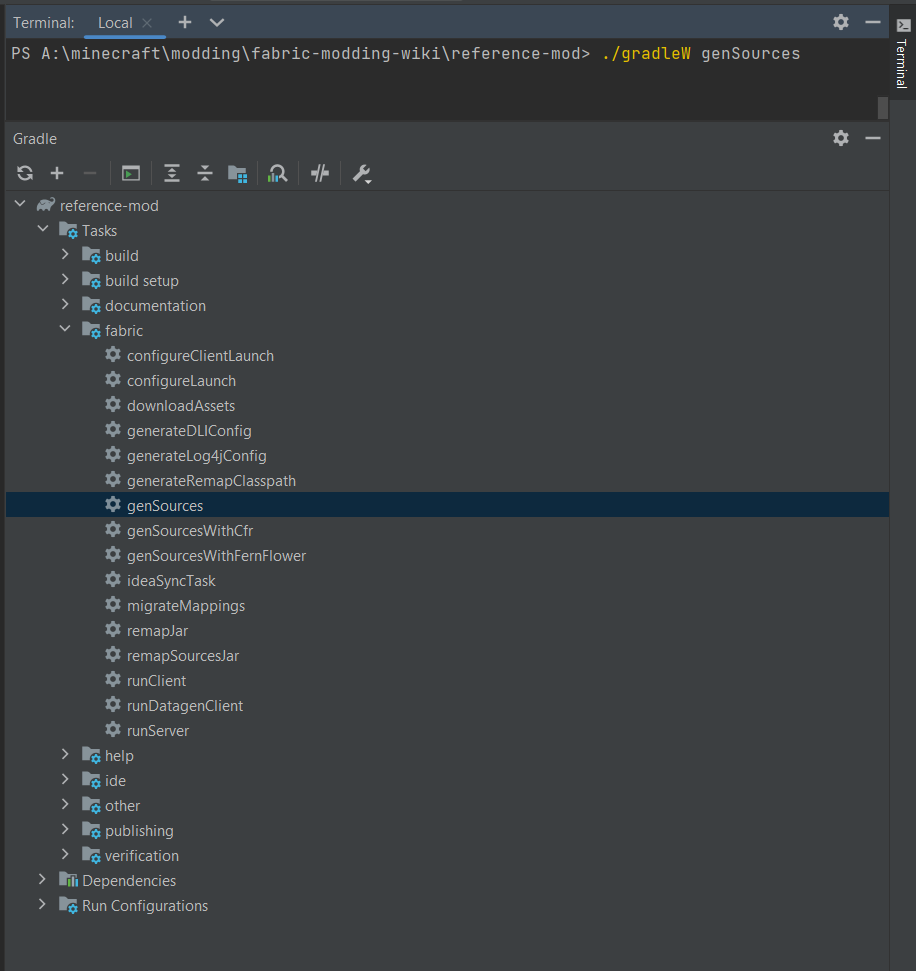 Terminal: Local
PS A:\minecraft\modding\fabric-modding-wiki\reference-mod> ./gradleW genSources
Terminal
Gradle
reference-mod
Tasks
build
build setup
documentation
fabric
configureClientLaunch
configureLaunch
downloadAssets
generateDLIConfig
generateLog4jConfig
generateRemapClasspath
genSources
genSourcesWithCfr
genSourcesWithFernFlower
ideaSyncTask
migrateMappings
remapJar
remapSourcesJar
runClient
runDatagenClient
runServer
help
ide
other
publishing
verification
Dependencies
Run Configurations